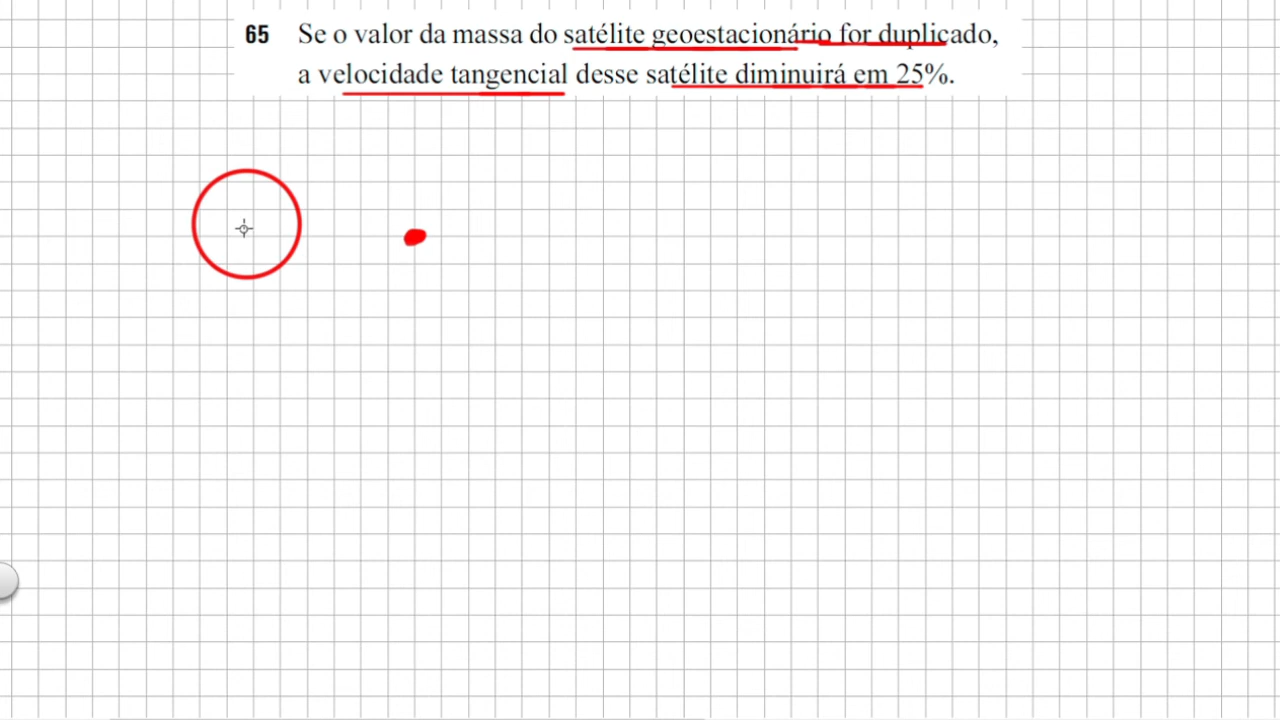 65 Se o valor da massa do satélite geoestacionário for duplicado,
a velocidade tangencial desse satélite diminuirá em 25%.